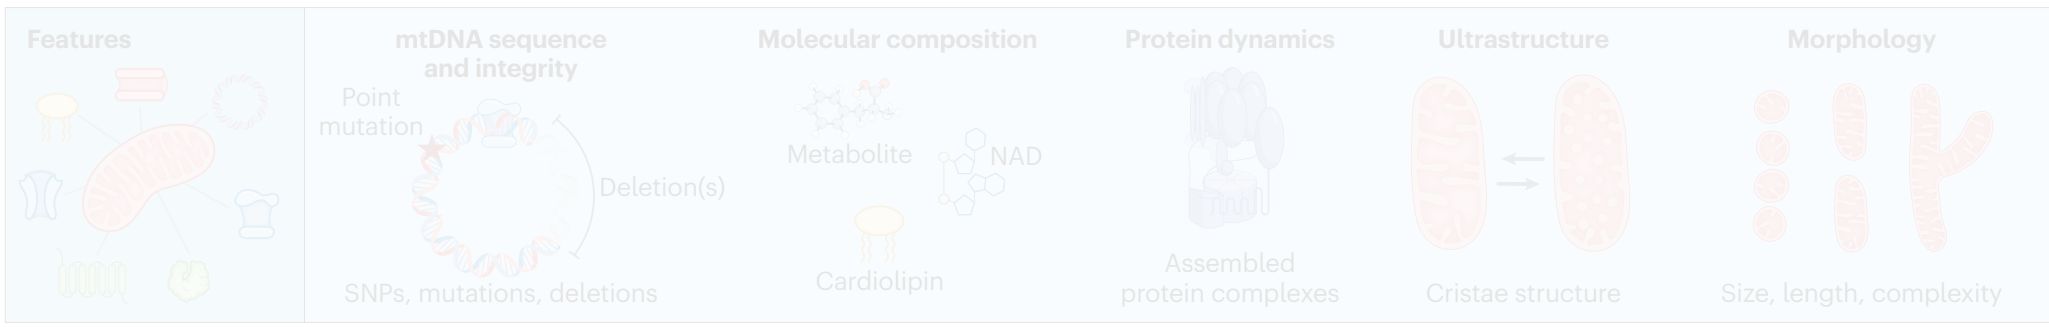 Features
mtDNA sequence
and integrity
Point
mutation
Deletion(s)
SNPs, mutations, deletions
Molecular composition
Metabolite
NAD
Cardiolipin
Protein dynamics
Assembled
protein complexes
Ultrastructure
Cristae structure
Morphology
Size, length, complexity